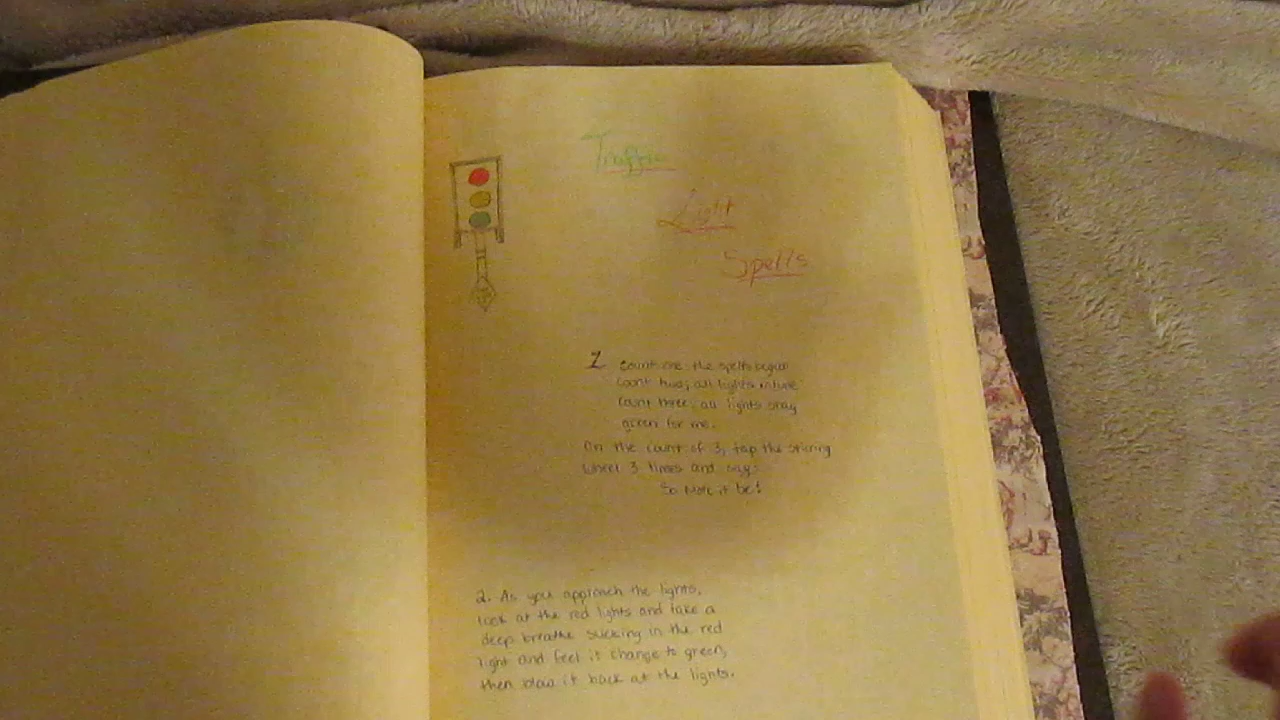 Traffic
Light
Spells
1 Count one, the spells begun
Count two, all lights in tune
Count three, all lights stay
green for me.
On the count of 3, tap the stering
wheel 3 times and say:
So Mote it be!
2. As you approach the lights,
look at the red lights and take a
deep breathe sucking in the red
light and feel it change to green,
then blow it back at the lights.